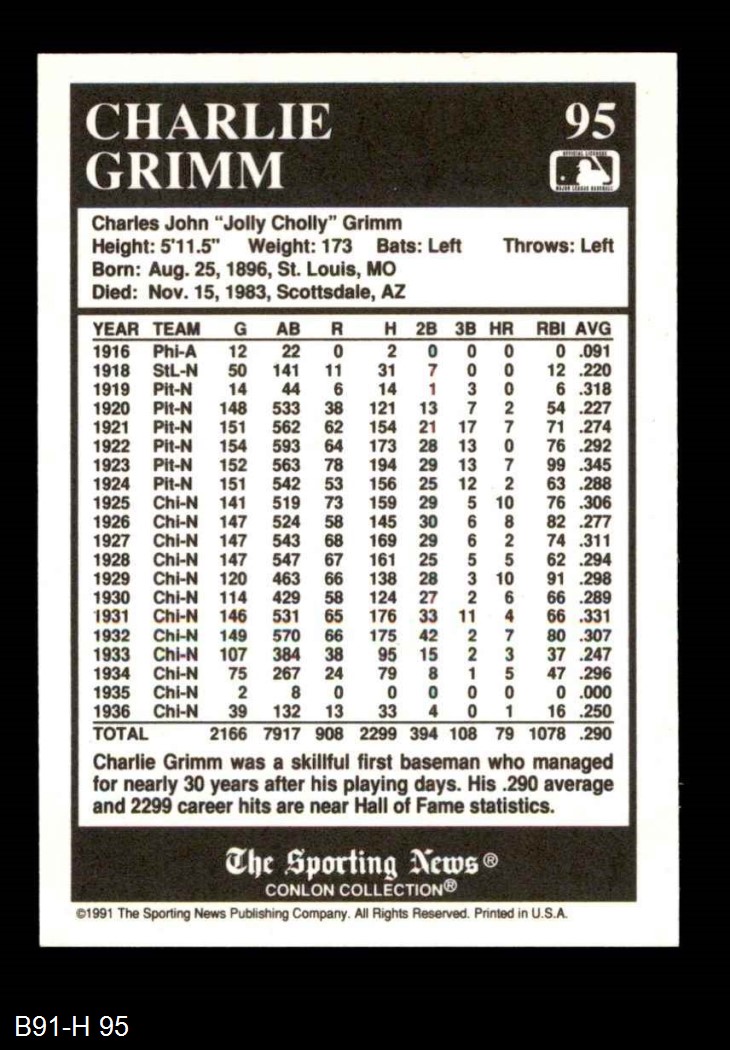 CHARLIE
GRIMM
95
OFFICIAL LICENSEE
MAJOR LEAGUE BASEBALL
Charles John “Jolly Cholly” Grimm
Height: 5'11.5" Weight: 173 Bats: Left Throws: Left
Born: Aug. 25, 1896, St. Louis, MO
Died: Nov. 15, 1983, Scottsdale, AZ
YEAR TEAM G AB R H 2B 3B HR RBI AVG
1916 Phi-A 12 22 0 2 0 0 0 0 .091
1918 StL-N 50 141 11 31 7 0 0 12 .220
1919 Pit-N 14 44 6 14 1 3 0 6 .318
1920 Pit-N 148 533 38 121 13 7 2 54 .227
1921 Pit-N 151 562 62 154 21 17 7 71 .274
1922 Pit-N 154 593 64 173 28 13 0 76 .292
1923 Pit-N 152 563 78 194 29 13 7 99 .345
1924 Pit-N 151 542 53 156 25 12 2 63 .288
1925 Chi-N 141 519 73 159 29 5 10 76 .306
1926 Chi-N 147 524 58 145 30 6 8 82 .277
1927 Chi-N 147 543 68 169 29 6 2 74 .311
1928 Chi-N 147 547 67 161 25 5 5 62 .294
1929 Chi-N 120 463 66 138 28 3 10 91 .298
1930 Chi-N 114 429 58 124 27 2 6 66 .289
1931 Chi-N 146 531 65 176 33 11 4 66 .331
1932 Chi-N 149 570 66 175 42 2 7 80 .307
1933 Chi-N 107 384 38 95 15 2 3 37 .247
1934 Chi-N 75 267 24 79 8 1 5 47 .296
1935 Chi-N 2 8 0 0 0 0 0 0 .000
1936 Chi-N 39 132 13 33 4 0 1 16 .250
TOTAL 2166 7917 908 2299 394 108 79 1078 .290
Charlie Grimm was a skillful first baseman who managed
for nearly 30 years after his playing days. His .290 average
and 2299 career hits are near Hall of Fame statistics.
The Sporting News®
CONLON COLLECTION®
©1991 The Sporting News Publishing Company. All Rights Reserved. Printed in U.S.A.
B91-H 95